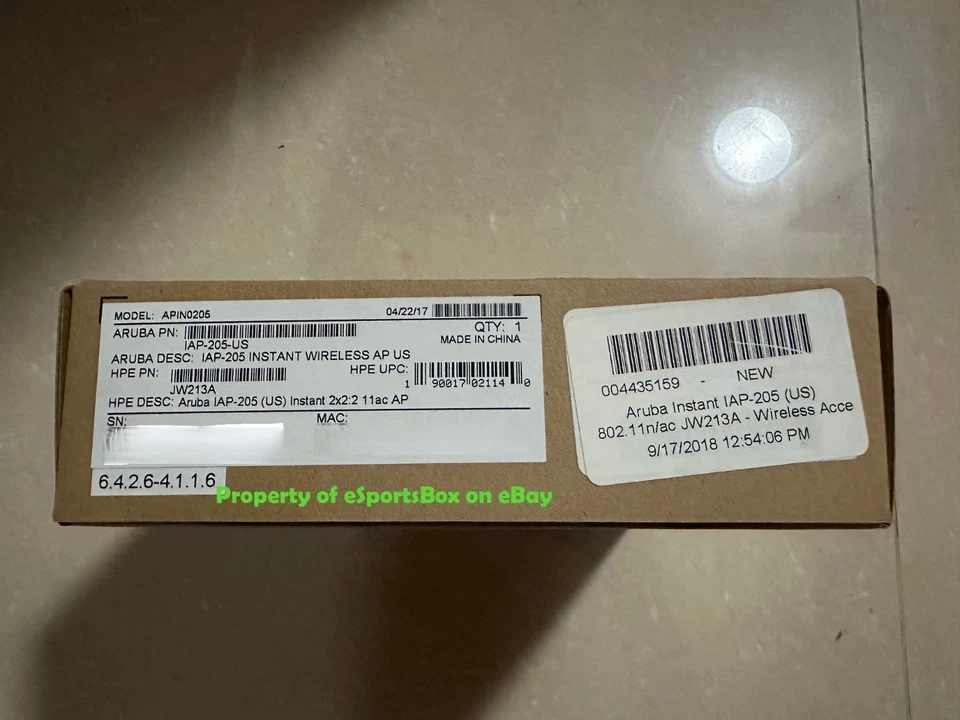 MODEL: APIN0205 04/22/17
ARUBA PN: QTY: 1
IAP-205-US MADE IN CHINA
ARUBA DESC: IAP-205 INSTANT WIRELESS AP US
HPE PN: HPE UPC:
JW213A 1 90017 02114 0
HPE DESC: Aruba IAP-205 (US) Instant 2x2:2 11ac AP
SN: MAC:
6.4.2.6-4.1.1.6
Property of eSportsBox on eBay
004435159 - NEW
Aruba Instant IAP-205 (US)
802.11n/ac JW213A - Wireless Acce
9/17/2018 12:54:06 PM